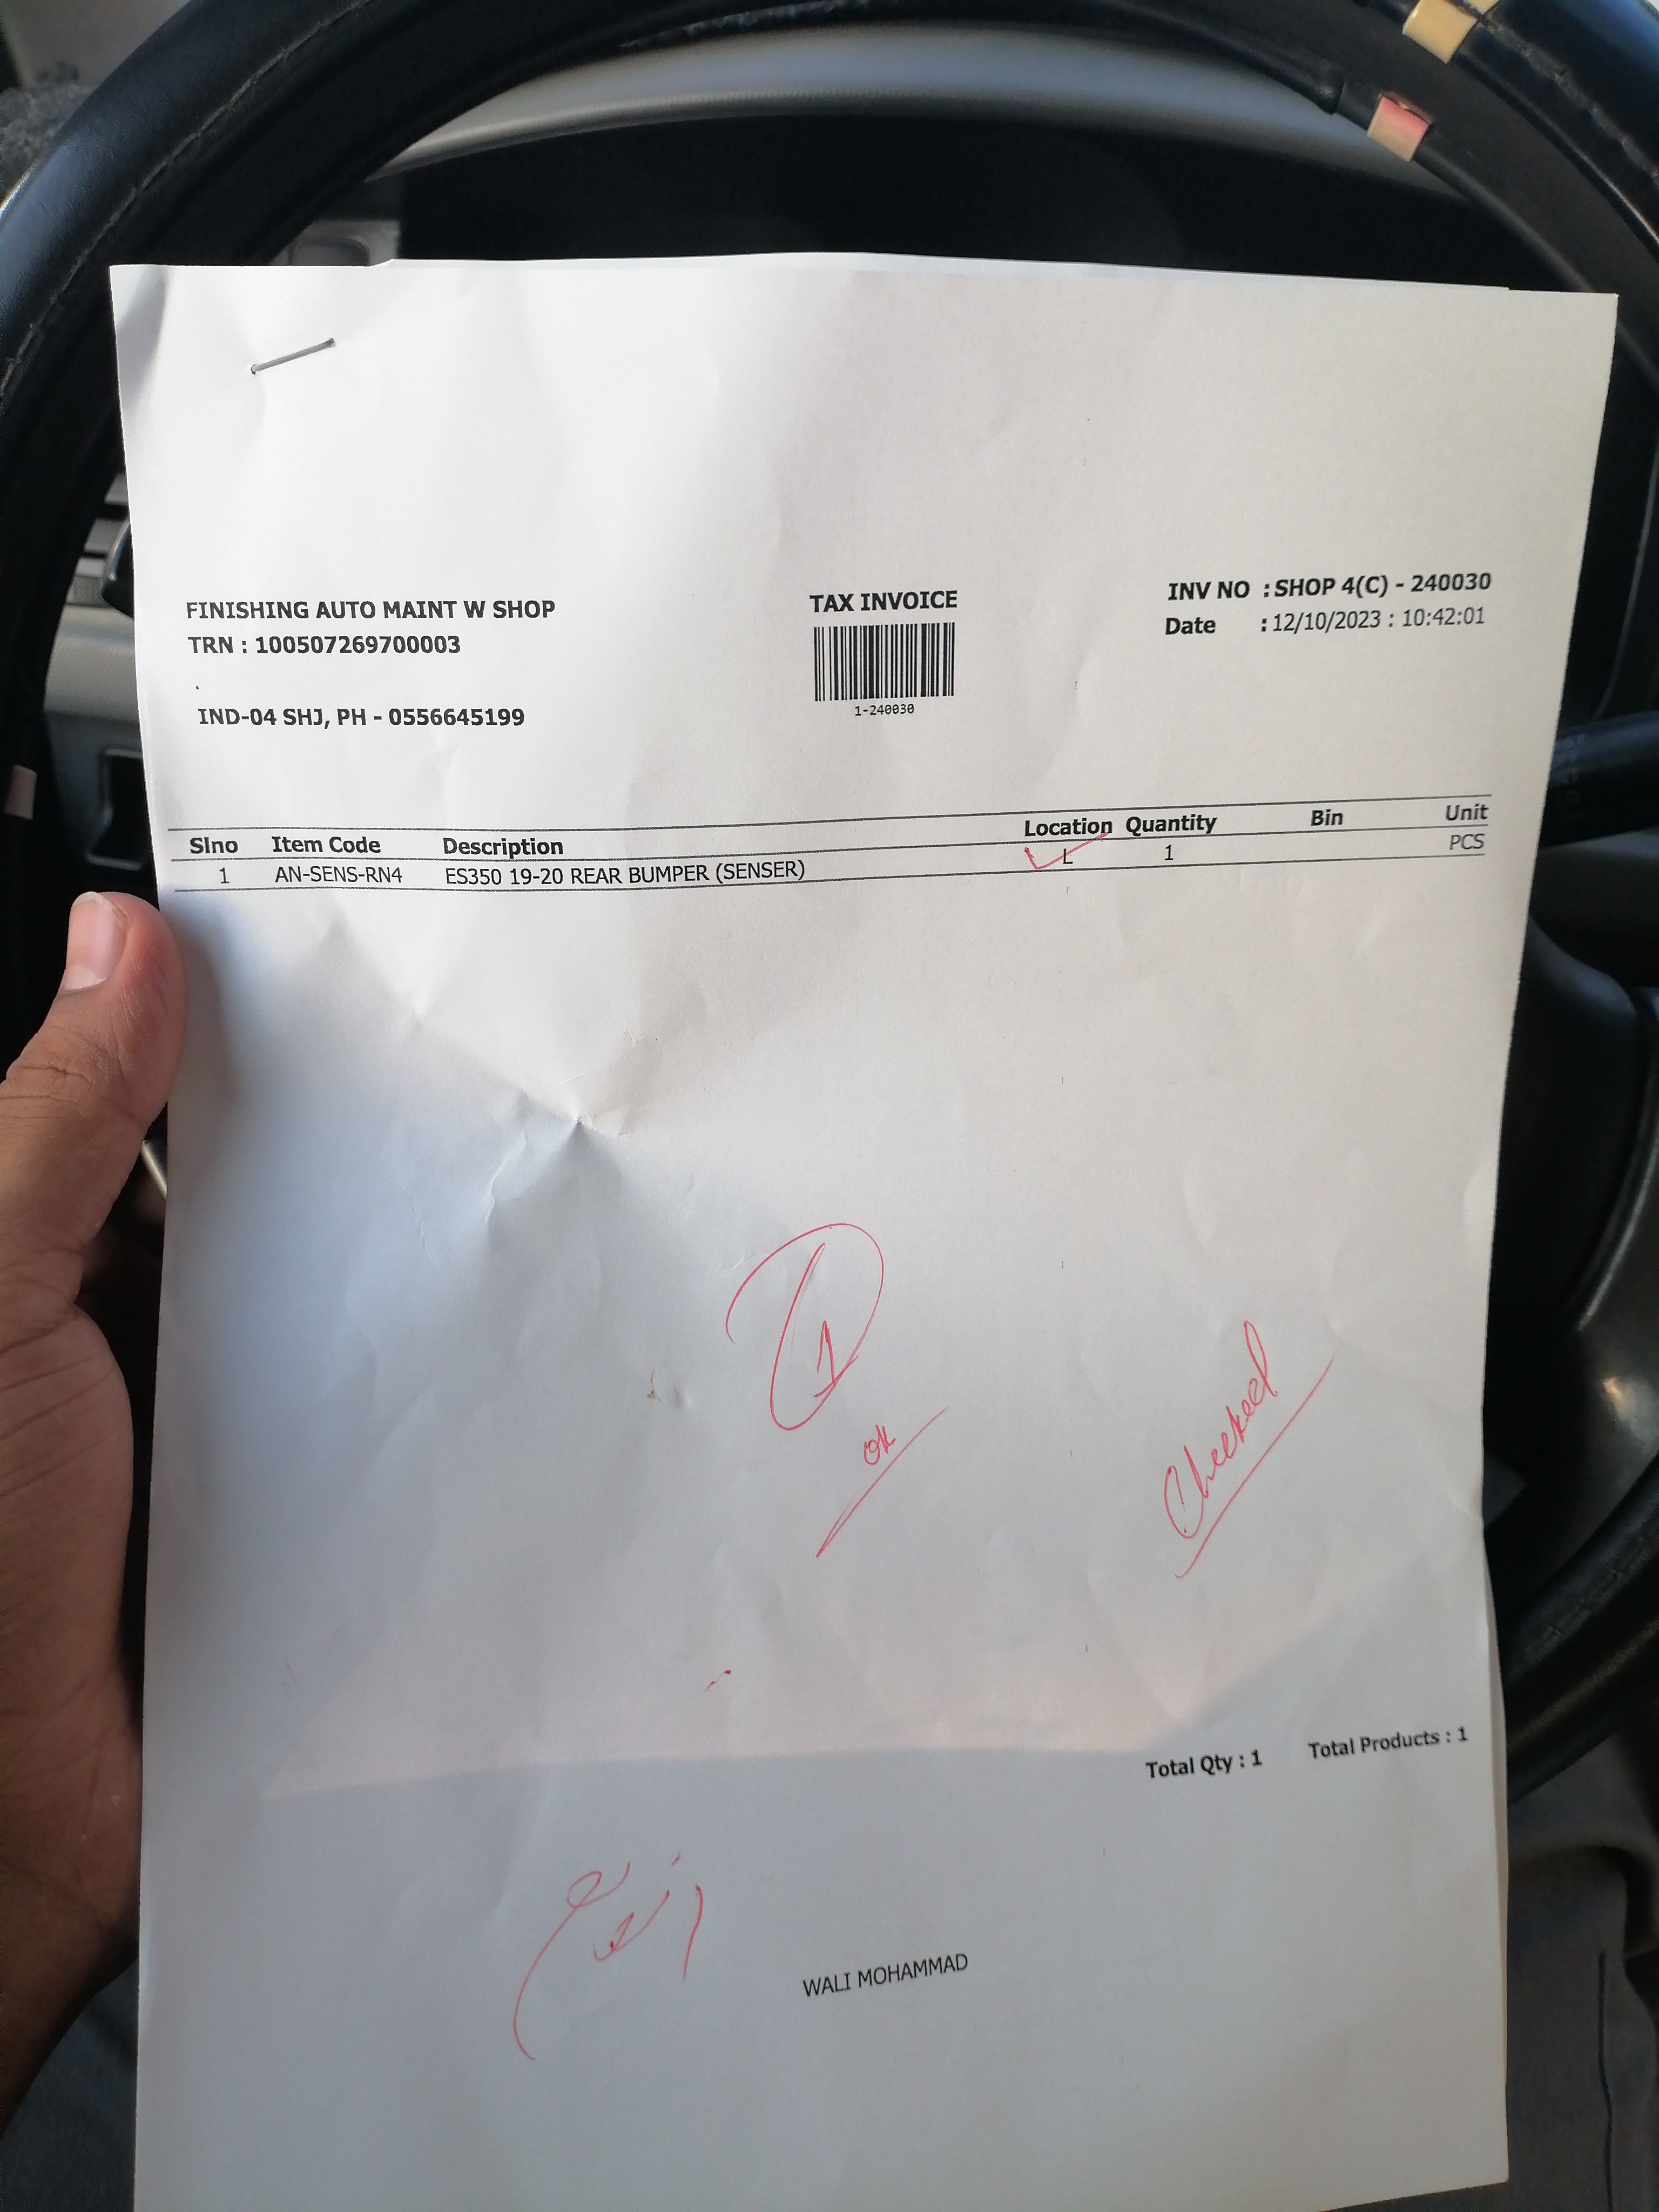 FINISHING AUTO MAINT W SHOP
TRN : 100507269700003
.
IND-04 SHJ, PH - 0556645199
TAX INVOICE
1-240030
INV NO : SHOP 4(C) - 240030
Date : 12/10/2023 : 10:42:01
Slno Item Code Description Location Quantity Bin Unit
1 AN-SENS-RN4 ES350 19-20 REAR BUMPER (SENSER) L 1 PCS
1
ok
Checked
Total Qty : 1 Total Products : 1
WALI MOHAMMAD